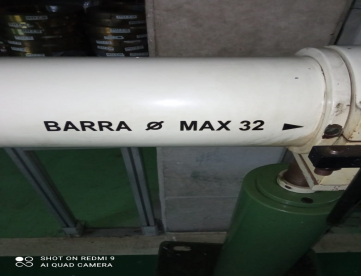 BARRA Ø MAX 32 ►
SHOT ON REDMI 9
AI QUAD CAMERA